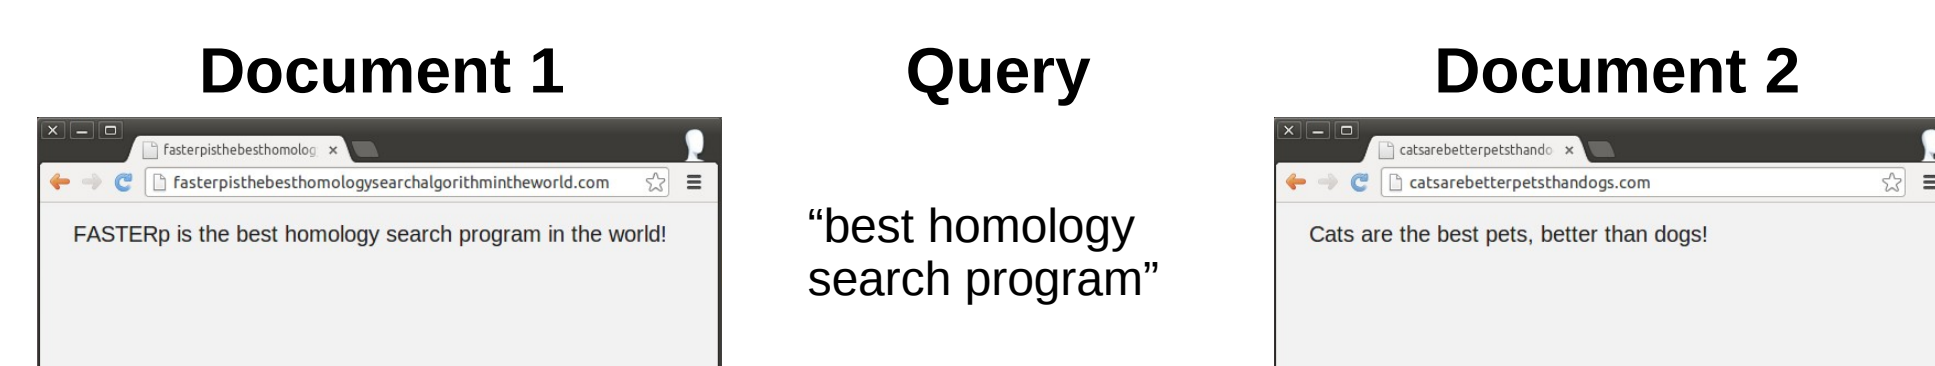 Document 1
Query
Document 2
fasterpisthebesthomolog
fasterpisthebesthomologysearchalgorithmintheworld.com
FASTERp is the best homology search program in the world!
“best homology
search program”
catsarebetterpetsthando
catsarebetterpetsthandogs.com
Cats are the best pets, better than dogs!